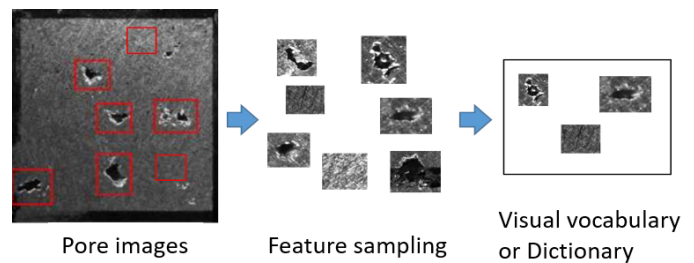 Pore images
Feature sampling
Visual vocabulary
or Dictionary